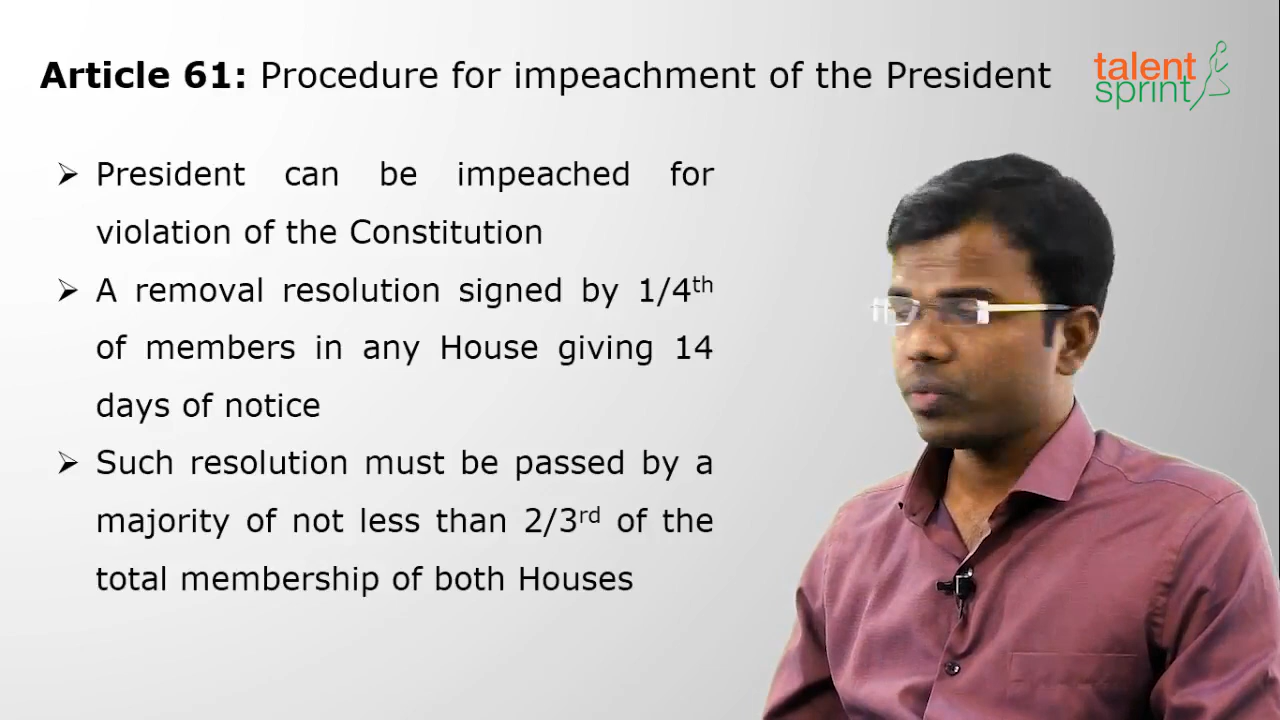 Article 61: Procedure for impeachment of the President
talent
sprint
➢ President can be impeached for
violation of the Constitution
➢ A removal resolution signed by 1/4th
of members in any House giving 14
days of notice
➢ Such resolution must be passed by a
majority of not less than 2/3rd of the
total membership of both Houses